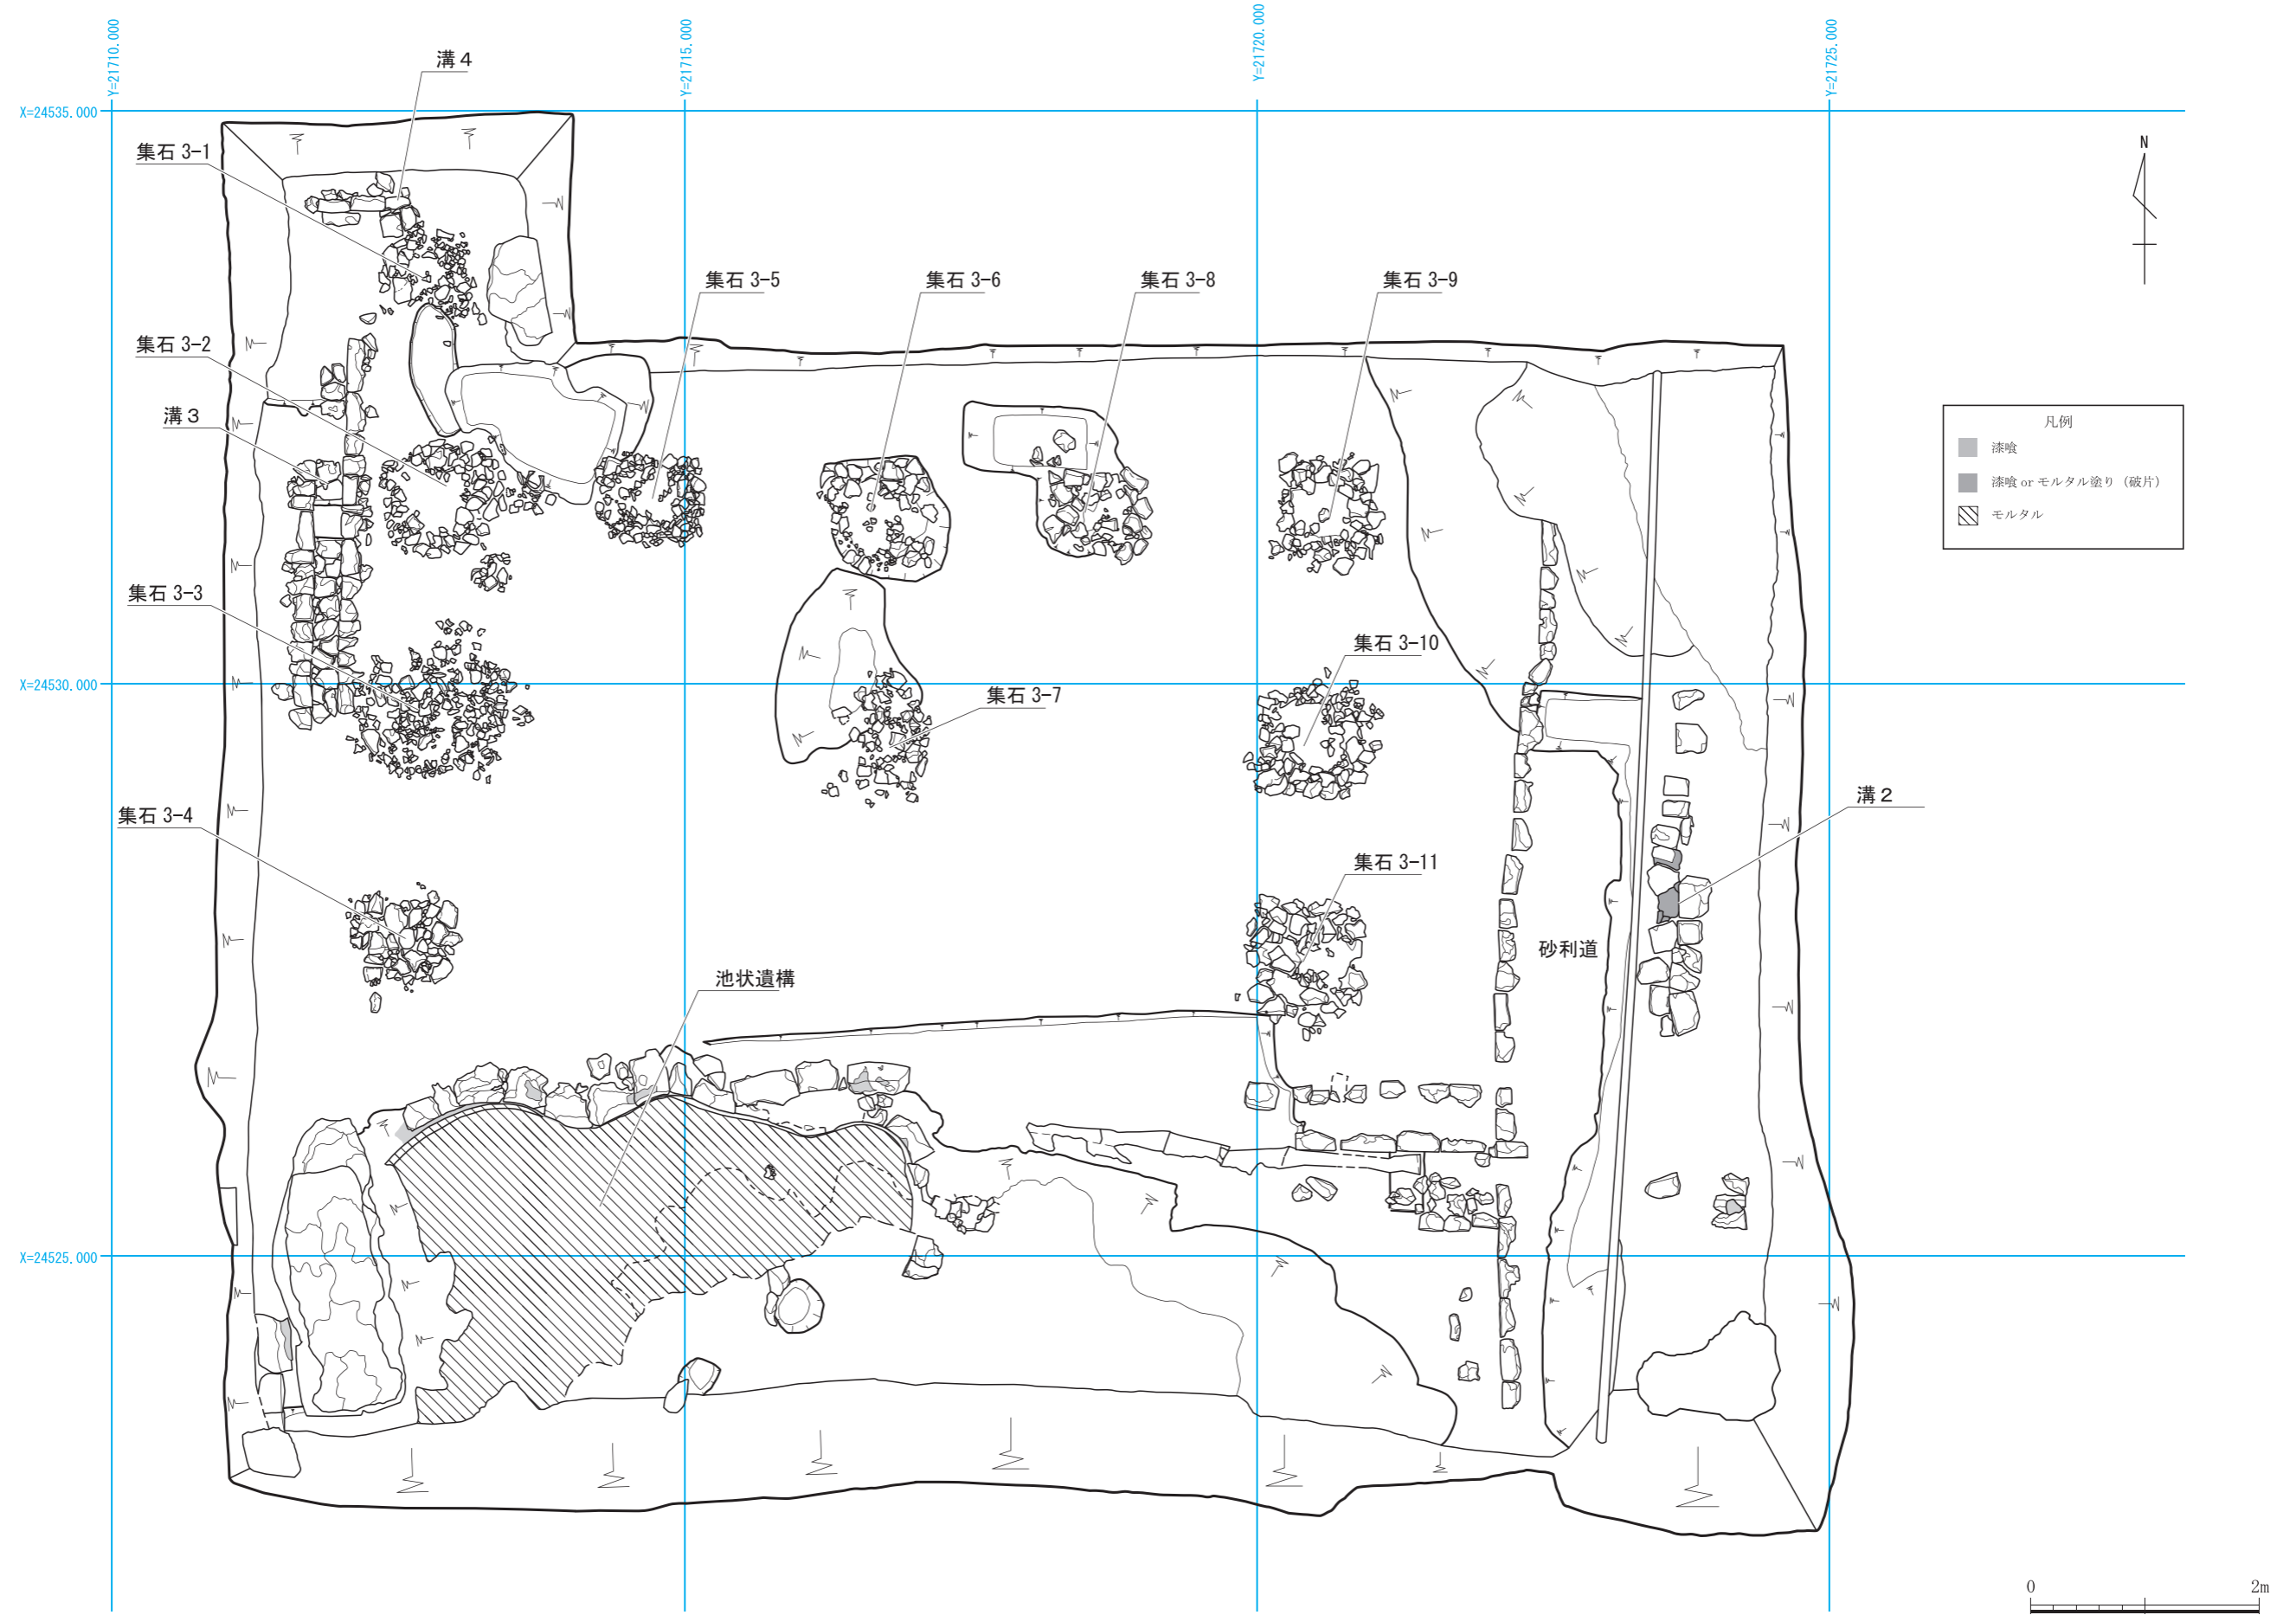 Y=21710.000
Y=21715.000
Y=21720.000
Y=21725.000
X=24535.000
溝４
集石 3-1
N
集石 3-5
集石 3-6
集石 3-8
集石 3-9
集石 3-2
溝３
凡例
漆喰
漆喰 or モルタル塗り（破片）
モルタル
集石 3-3
集石 3-10
X=24530.000
集石 3-7
溝２
集石 3-4
集石 3-11
砂利道
池状遺構
X=24525.000
0
2m